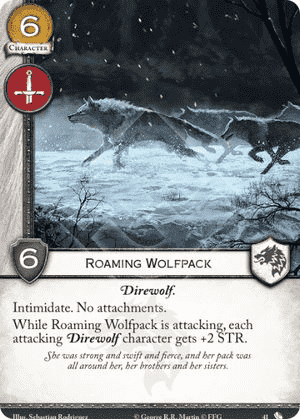 6
CHARACTER
6
ROAMING WOLFPACK
Direwolf.
Intimidate. No attachments.
While Roaming Wolfpack is attacking, each
attacking Direwolf character gets +2 STR.
She was strong and swift and fierce, and her pack was
all around her, her brothers and her sisters.
Illus. Sebastian Rodriguez
© George R.R. Martin © FFG
41